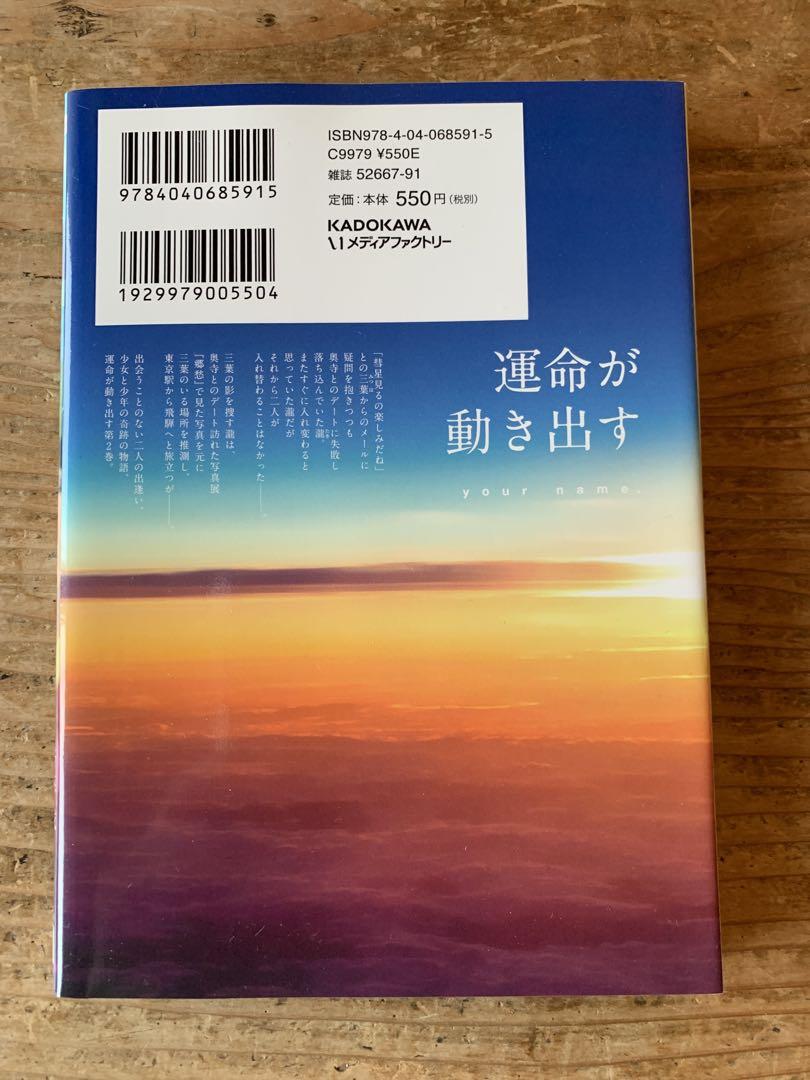 ISBN978-4-04-068591-5
C9979 ¥550E
雑誌 52667-91
定価:本体 550円(税別)
KADOKAWA
メディアファクトリー
9784040685915
1929979005504
運命が
動き出す
your name.
「彗星見るの楽しみだね」
との三葉からのメールに
みつは
疑問を抱きつつも
奥寺とのデートに失敗し
落ち込んでいた瀧。
たき
またすぐに入れ変わると
思っていた瀧だが
それから二人が
入れ替わることはなかった――。
三葉の影を捜す瀧は、
奥寺とのデート訪れた写真展
『郷愁』で見た写真を元に
三葉のいる場所を推測し、
東京駅から飛騨へと旅立つが――。
出会うことのない二人の出逢い。
少女と少年の奇跡の物語、
運命が動き出す第2巻。